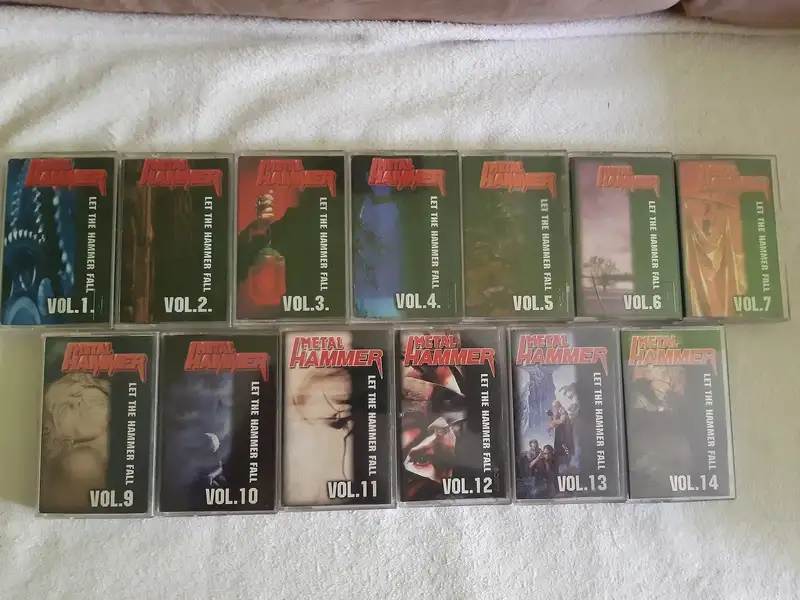 METAL HAMMER
LET THE HAMMER FALL
VOL.1.
METAL HAMMER
LET THE HAMMER FALL
VOL.2.
METAL HAMMER
LET THE HAMMER FALL
VOL.3.
METAL HAMMER
LET THE HAMMER FALL
VOL.4.
METAL HAMMER
LET THE HAMMER FALL
VOL.5
METAL HAMMER
LET THE HAMMER FALL
VOL.6
METAL HAMMER
LET THE HAMMER FALL
VOL.7
METAL HAMMER
LET THE HAMMER FALL
VOL.9
METAL HAMMER
LET THE HAMMER FALL
VOL.10
METAL HAMMER
LET THE HAMMER FALL
VOL.11
METAL HAMMER
LET THE HAMMER FALL
VOL.12
METAL HAMMER
LET THE HAMMER FALL
VOL.13
METAL HAMMER
LET THE HAMMER FALL
VOL.14